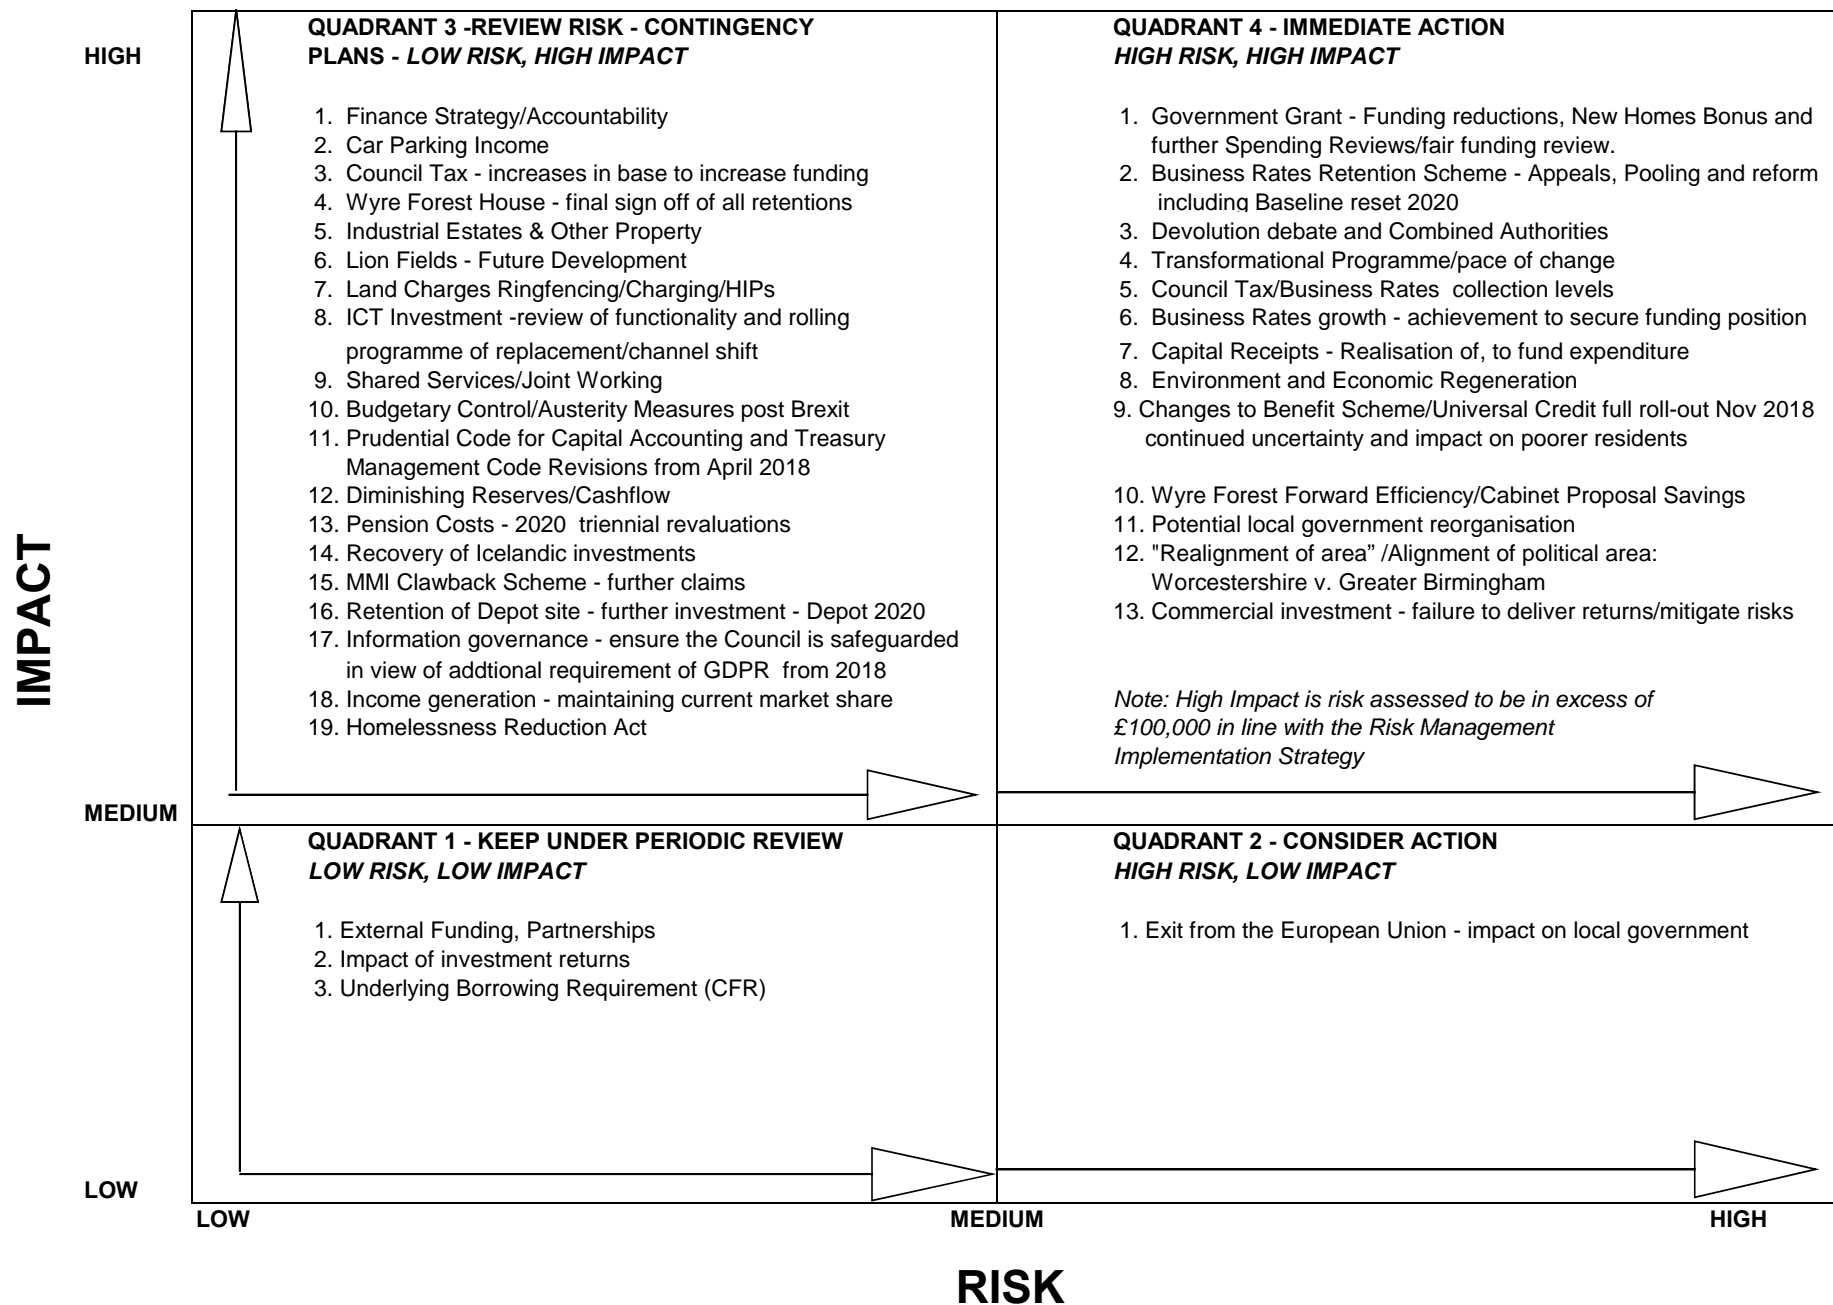 HIGH
MEDIUM
LOW
IMPACT
QUADRANT 3 -REVIEW RISK - CONTINGENCY
PLANS - LOW RISK, HIGH IMPACT
1. Finance Strategy/Accountability
2. Car Parking Income
3. Council Tax - increases in base to increase funding
4. Wyre Forest House - final sign off of all retentions
5. Industrial Estates & Other Property
6. Lion Fields - Future Development
7. Land Charges Ringfencing/Charging/HIPs
8. ICT Investment -review of functionality and rolling
programme of replacement/channel shift
9. Shared Services/Joint Working
10. Budgetary Control/Austerity Measures post Brexit
11. Prudential Code for Capital Accounting and Treasury
Management Code Revisions from April 2018
12. Diminishing Reserves/Cashflow
13. Pension Costs - 2020 triennial revaluations
14. Recovery of Icelandic investments
15. MMI Clawback Scheme - further claims
16. Retention of Depot site - further investment - Depot 2020
17. Information governance - ensure the Council is safeguarded
in view of addtional requirement of GDPR from 2018
18. Income generation - maintaining current market share
19. Homelessness Reduction Act
QUADRANT 4 - IMMEDIATE ACTION
HIGH RISK, HIGH IMPACT
1. Government Grant - Funding reductions, New Homes Bonus and
further Spending Reviews/fair funding review.
2. Business Rates Retention Scheme - Appeals, Pooling and reform
including Baseline reset 2020
3. Devolution debate and Combined Authorities
4. Transformational Programme/pace of change
5. Council Tax/Business Rates collection levels
6. Business Rates growth - achievement to secure funding position
7. Capital Receipts - Realisation of, to fund expenditure
8. Environment and Economic Regeneration
9. Changes to Benefit Scheme/Universal Credit full roll-out Nov 2018
continued uncertainty and impact on poorer residents
10. Wyre Forest Forward Efficiency/Cabinet Proposal Savings
11. Potential local government reorganisation
12. "Realignment of area” /Alignment of political area:
Worcestershire v. Greater Birmingham
13. Commercial investment - failure to deliver returns/mitigate risks
Note: High Impact is risk assessed to be in excess of
£100,000 in line with the Risk Management
Implementation Strategy
QUADRANT 1 - KEEP UNDER PERIODIC REVIEW
LOW RISK, LOW IMPACT
1. External Funding, Partnerships
2. Impact of investment returns
3. Underlying Borrowing Requirement (CFR)
QUADRANT 2 - CONSIDER ACTION
HIGH RISK, LOW IMPACT
1. Exit from the European Union - impact on local government
LOW
MEDIUM
HIGH
RISK